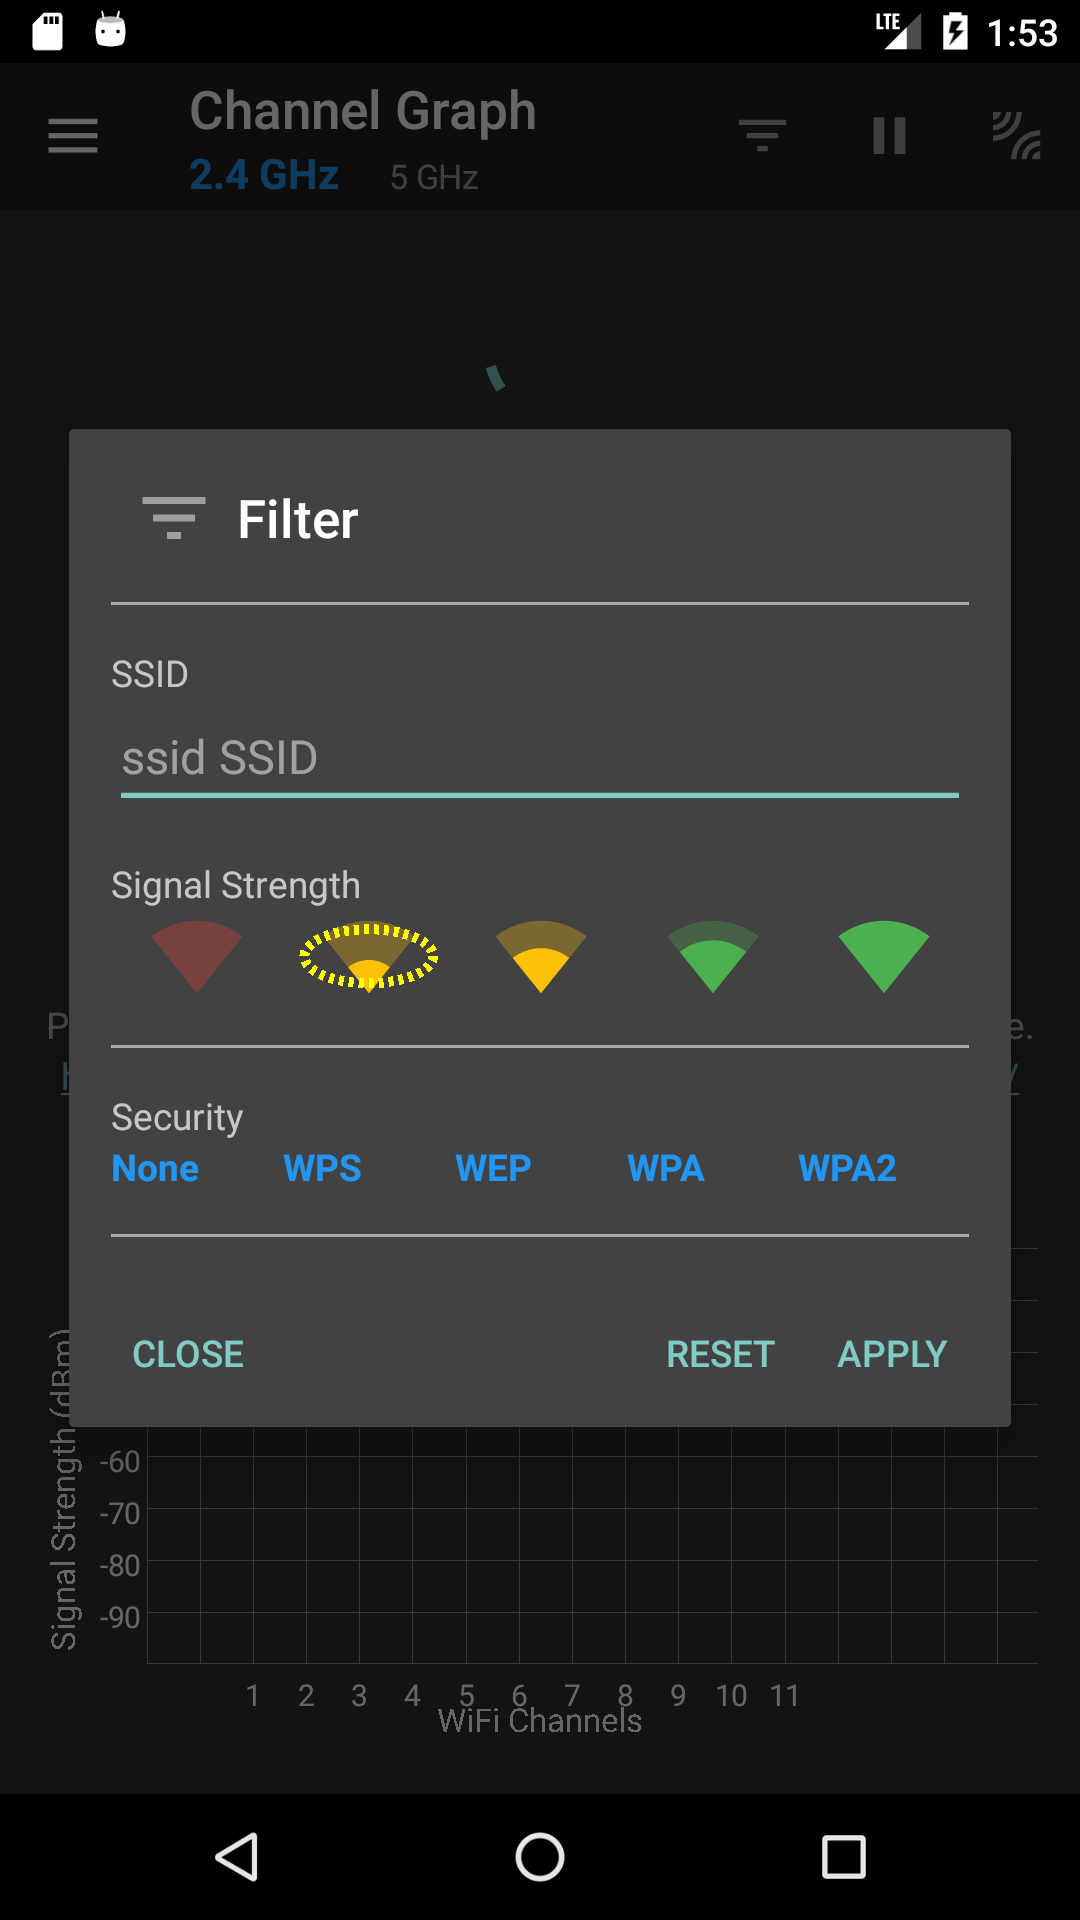 LTE 1:53
Channel Graph
2.4 GHz 5 GHz
Filter
SSID
ssid SSID
Signal Strength
Security
None WPS WEP WPA WPA2
CLOSE RESET APPLY
Signal Strength (dBm)
-60
-70
-80
-90
1 2 3 4 5 6 7 8 9 10 11
WiFi Channels